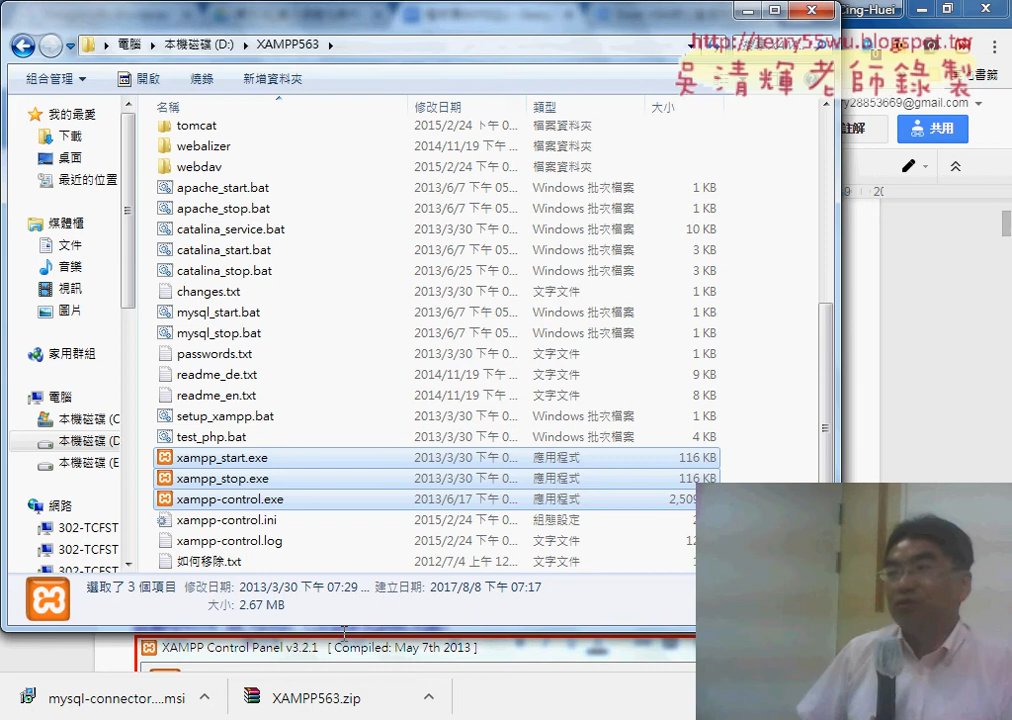 Cing-Huei
http://terry55wu.blogspot.tw
吳清輝老師錄製
電腦 ▸ 本機磁碟 (D:) ▸ XAMPP563 ▸
書籤
組合管理 開啟 燒錄 新增資料夾
y28853669@gmail.com
註解 共用
名稱 修改日期 類型 大小
我的最愛
下載
桌面
最近的位置
媒體櫃
文件
音樂
視訊
圖片
家用群組
電腦
本機磁碟 (C
本機磁碟 (D
本機磁碟 (E
網路
302-TCFST
302-TCFST
302-TCFST
tomcat 2015/2/24 下午 0... 檔案資料夾
webalizer 2014/11/19 下午 ... 檔案資料夾
webdav 2015/2/24 下午 0... 檔案資料夾
apache_start.bat 2013/6/7 下午 05... Windows 批次檔案 1 KB
apache_stop.bat 2013/6/7 下午 05... Windows 批次檔案 1 KB
catalina_service.bat 2013/3/30 下午 0... Windows 批次檔案 10 KB
catalina_start.bat 2013/6/7 下午 05... Windows 批次檔案 3 KB
catalina_stop.bat 2013/6/25 下午 0... Windows 批次檔案 3 KB
changes.txt 2013/3/30 下午 0... 文字文件 1 KB
mysql_start.bat 2013/6/7 下午 05... Windows 批次檔案 1 KB
mysql_stop.bat 2013/6/7 下午 05... Windows 批次檔案 1 KB
passwords.txt 2013/3/30 下午 0... 文字文件 1 KB
readme_de.txt 2014/11/19 下午 ... 文字文件 9 KB
readme_en.txt 2014/11/19 下午 ... 文字文件 8 KB
setup_xampp.bat 2013/3/30 下午 0... Windows 批次檔案 1 KB
test_php.bat 2013/3/30 下午 0... Windows 批次檔案 4 KB
xampp_start.exe 2013/3/30 下午 0... 應用程式 116 KB
xampp_stop.exe 2013/3/30 下午 0... 應用程式 116 KB
xampp-control.exe 2013/6/17 下午 0... 應用程式 2,509
xampp-control.ini 2015/2/24 下午 0... 組態設定
xampp-control.log 2015/2/24 下午 0... 文字文件
如何移除.txt 2012/7/4 上午 12... 文字文件
選取了 3 個項目 修改日期: 2013/3/30 下午 07:29 ... 建立日期: 2017/8/8 下午 07:17
大小: 2.67 MB
XAMPP Control Panel v3.2.1 [ Compiled: May 7th 2013 ]
mysql-connector....msi XAMPP563.zip